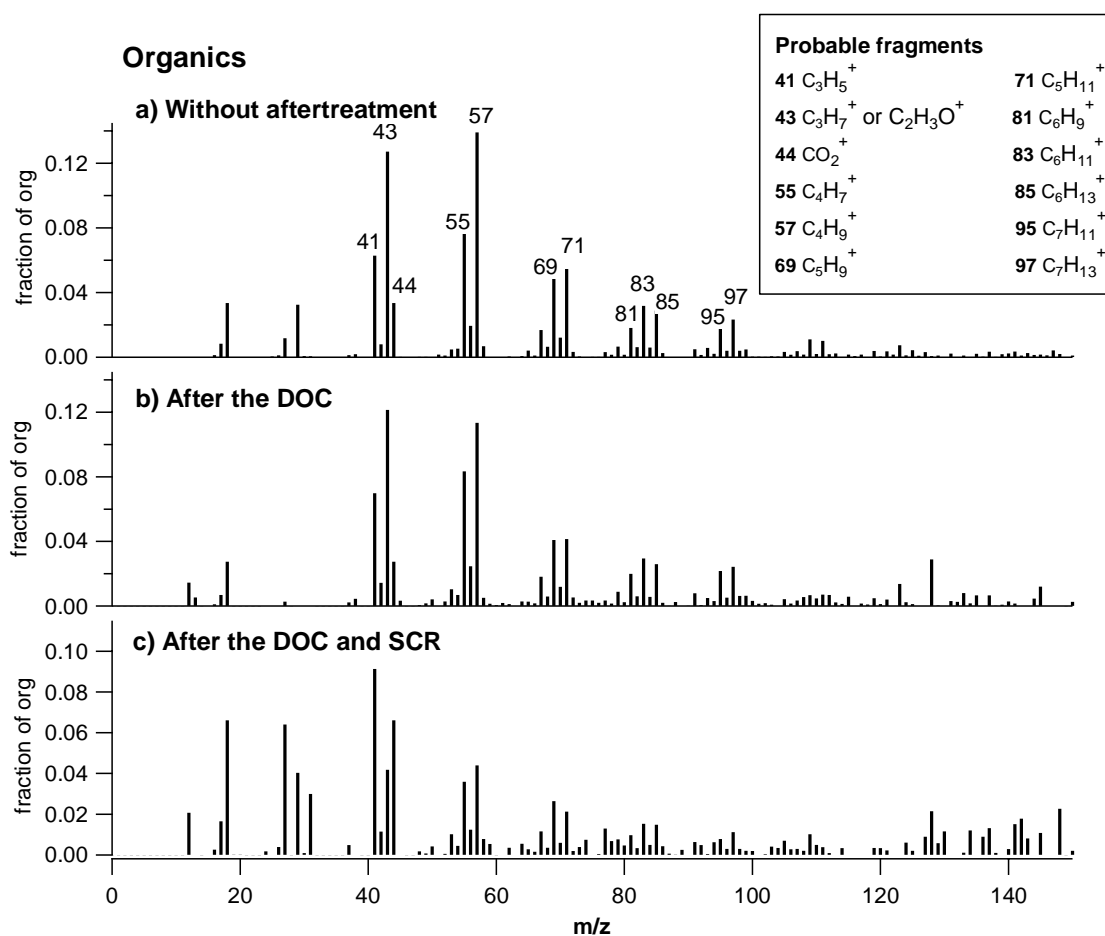 Organics
Probable fragments
41 C₃H₅⁺
43 C₃H₇⁺ or C₂H₃O⁺
44 CO₂⁺
55 C₄H₇⁺
57 C₄H₉⁺
69 C₅H₉⁺
71 C₅H₁₁⁺
81 C₆H₉⁺
83 C₆H₁₁⁺
85 C₆H₁₃⁺
95 C₇H₁₁⁺
97 C₇H₁₃⁺
a) Without aftertreatment
fraction of org
0.12
0.08
0.04
0.00
41
43
44
55
57
69
71
81
83
85
95
97
b) After the DOC
fraction of org
0.12
0.08
0.04
0.00
c) After the DOC and SCR
fraction of org
0.10
0.08
0.06
0.04
0.02
0.00
0 20 40 60 80 100 120 140
m/z